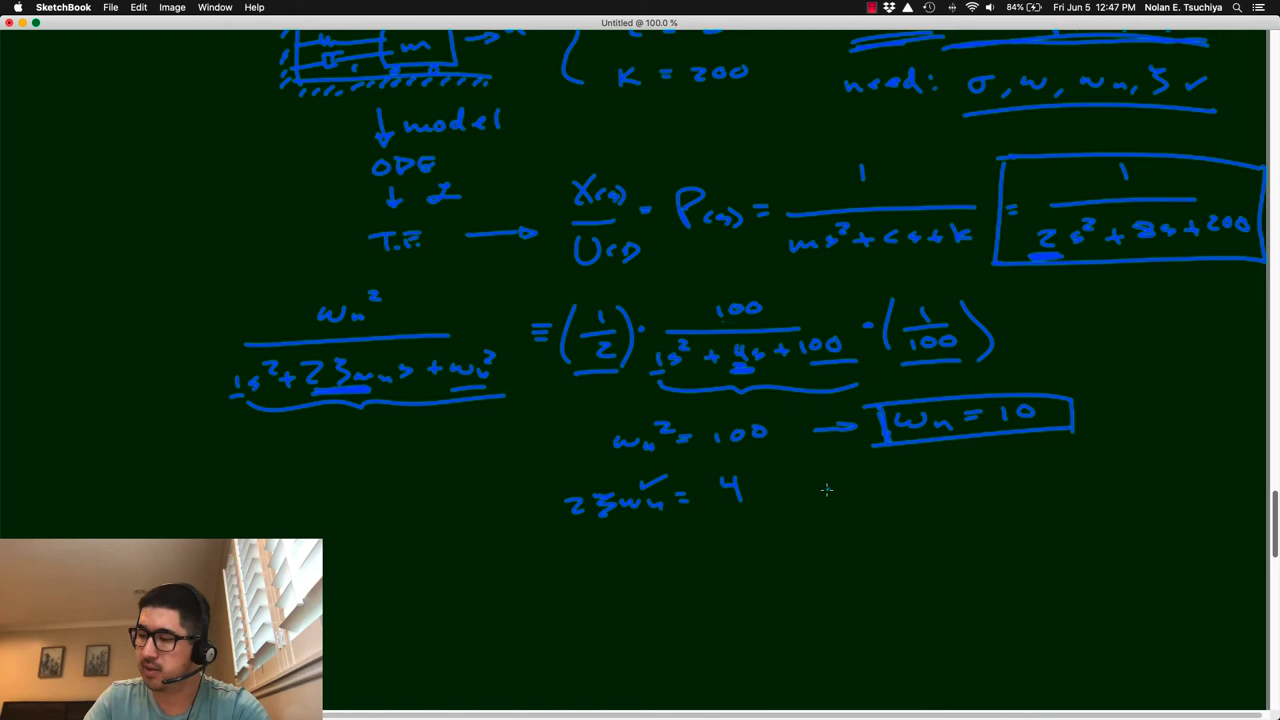 SketchBook File Edit Image Window Help 84% Fri Jun 5 12:47 PM Nolan E. Tsuchiya
Untitled @ 100.0 %
m
K = 200
need: σ, ω, ωn, ζ ✓
↓ model
ODE
↓ ℒ
T.F. → X(s)/U(s) = P(s) = 1/(ms² + cs + k) = 1/(2s² + 8s + 200)
ωn²/(1s² + 2ζωns + ωn²) ≡ (1/2) · 100/(1s² + 4s + 100) · (1/100)
ωn² = 100 → ωn = 10
2ζωn = 4